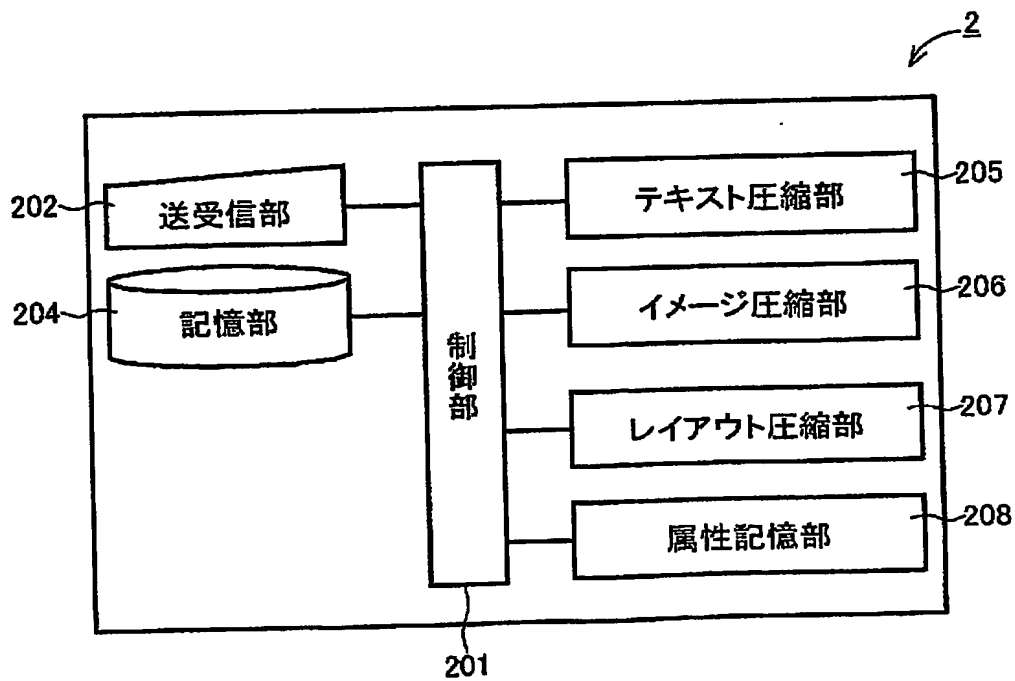 2
202
送受信部
204
記憶部
制御部
201
テキスト圧縮部
205
イメージ圧縮部
206
レイアウト圧縮部
207
属性記憶部
208